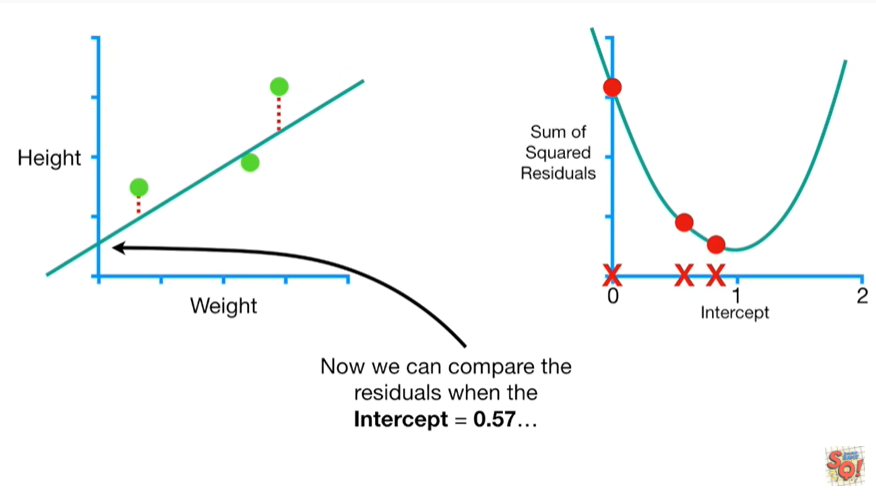 Height
Weight
Sum of
Squared
Residuals
0
1
2
Intercept
Now we can compare the
residuals when the
Intercept = 0.57…
SQ!